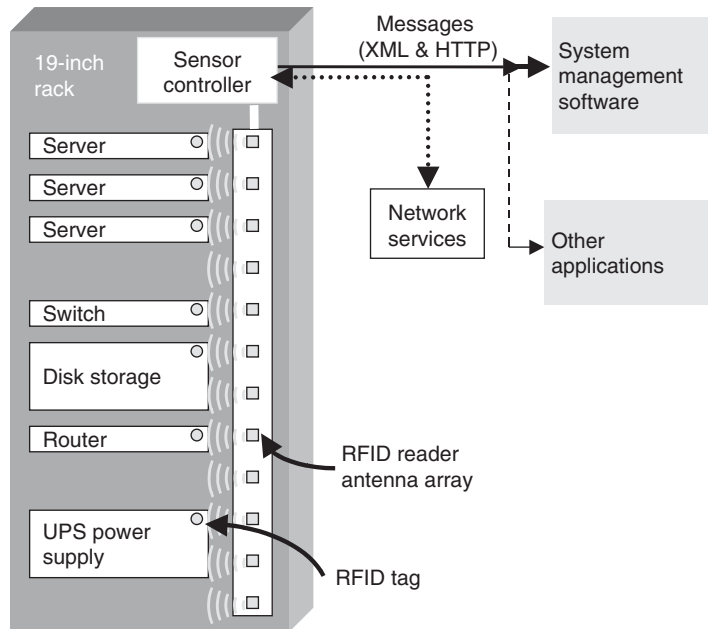 19-inch
rack
Sensor
controller
Messages
(XML & HTTP)
System
management
software
Server
Server
Server
Network
services
Other
applications
Switch
Disk storage
Router
RFID reader
antenna array
UPS power
supply
RFID tag